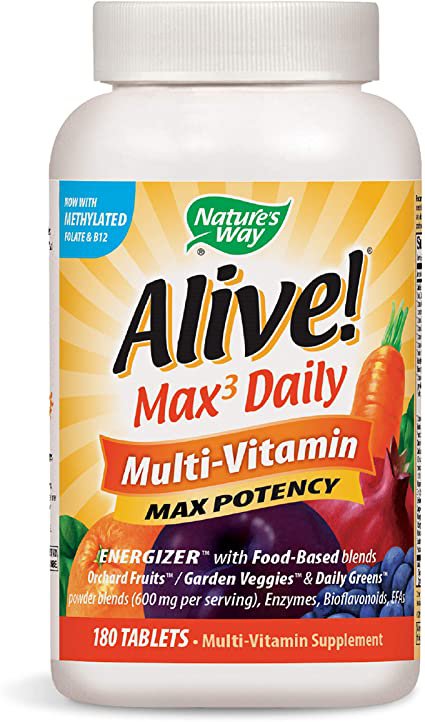 NOW WITH
METHYLATED
FOLATE & B12
Nature's
Way®
Alive!®
Max³ Daily
Multi-Vitamin
MAX POTENCY
ENERGIZER™ with Food-Based blends
Orchard Fruits™ / Garden Veggies™ & Daily Greens™
powder blends (600 mg per serving), Enzymes, Bioflavonoids, EFAs
180 TABLETS • Multi-Vitamin Supplement